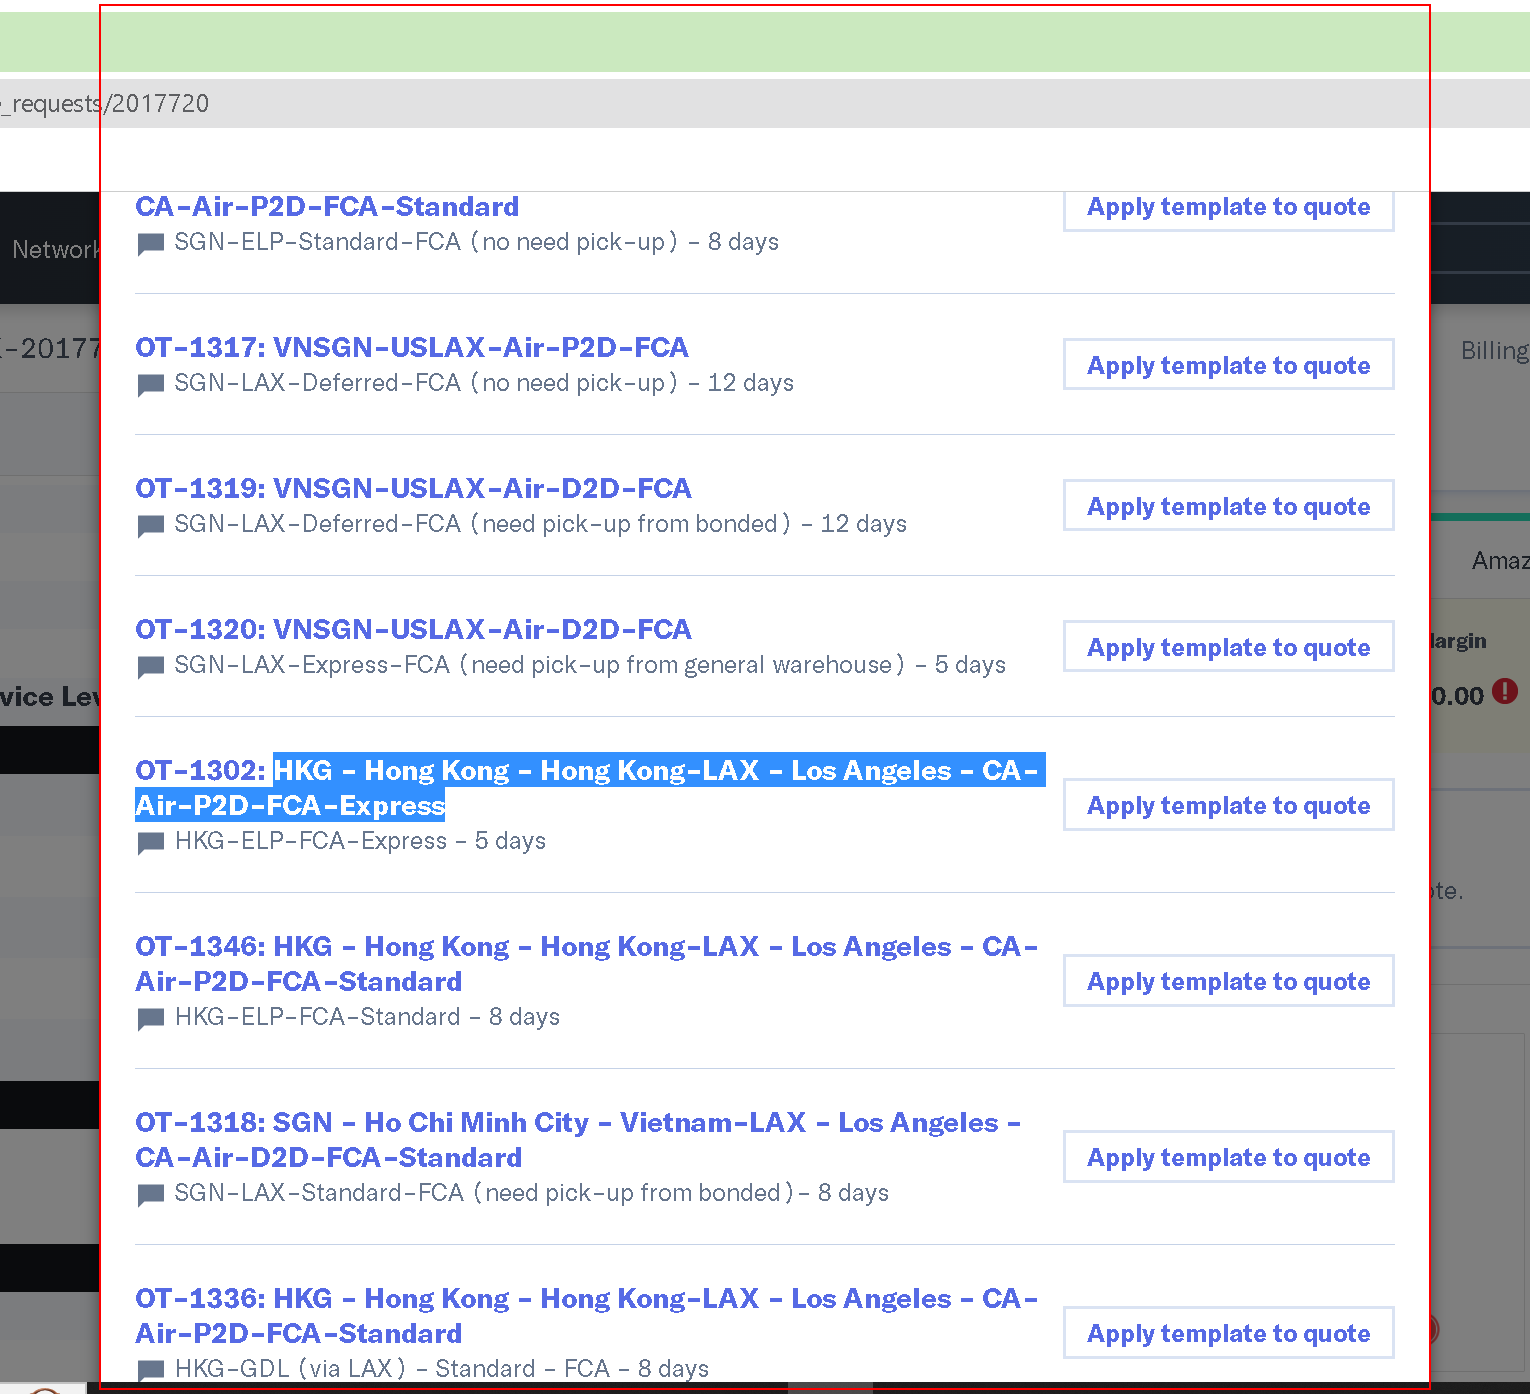 _requests/2017720
CA-Air-P2D-FCA-Standard
Apply template to quote
SGN-ELP-Standard-FCA (no need pick-up) - 8 days
Network
OT-1317: VNSGN-USLAX-Air-P2D-FCA
Apply template to quote
SGN-LAX-Deferred-FCA (no need pick-up) - 12 days
-20177
Billing
OT-1319: VNSGN-USLAX-Air-D2D-FCA
Apply template to quote
SGN-LAX-Deferred-FCA (need pick-up from bonded) - 12 days
Amaz
OT-1320: VNSGN-USLAX-Air-D2D-FCA
Apply template to quote
SGN-LAX-Express-FCA (need pick-up from general warehouse) - 5 days
argin
vice Lev
0.00
OT-1302: HKG - Hong Kong - Hong Kong-LAX - Los Angeles - CA-
Air-P2D-FCA-Express
Apply template to quote
HKG-ELP-FCA-Express - 5 days
ote.
OT-1346: HKG - Hong Kong - Hong Kong-LAX - Los Angeles - CA-
Air-P2D-FCA-Standard
Apply template to quote
HKG-ELP-FCA-Standard - 8 days
OT-1318: SGN - Ho Chi Minh City - Vietnam-LAX - Los Angeles -
CA-Air-D2D-FCA-Standard
Apply template to quote
SGN-LAX-Standard-FCA (need pick-up from bonded)- 8 days
OT-1336: HKG - Hong Kong - Hong Kong-LAX - Los Angeles - CA-
Air-P2D-FCA-Standard
Apply template to quote
HKG-GDL (via LAX) - Standard - FCA - 8 days